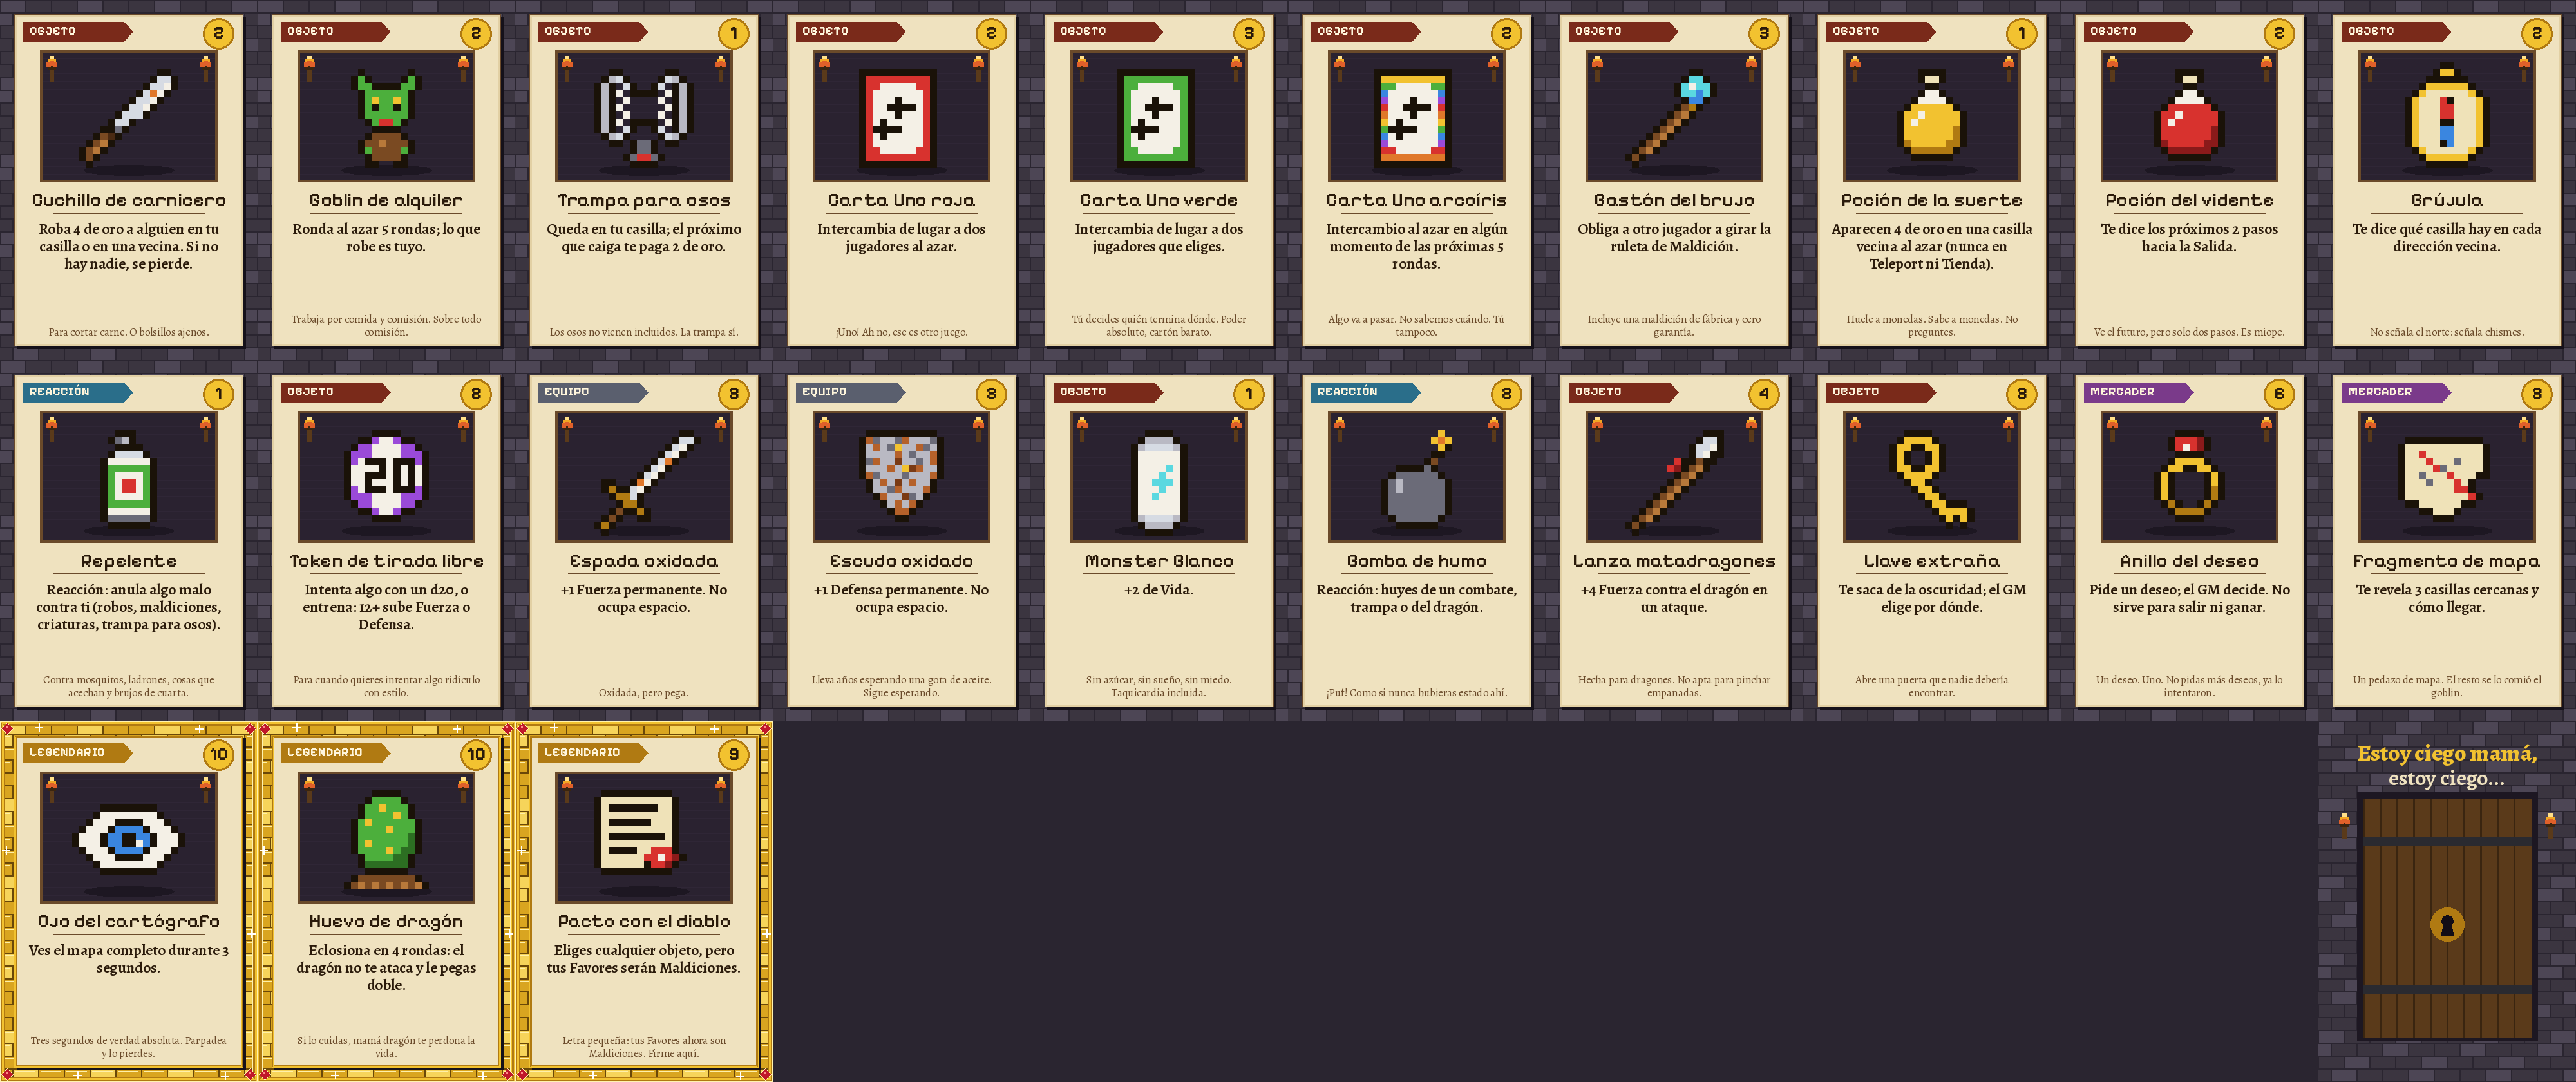 OBJETO
2
Cuchillo de carnicero
Roba 4 de oro a alguien en tu
casilla o en una vecina. Si no
hay nadie, se pierde.
Para cortar carne. O bolsillos ajenos.
OBJETO
2
Goblin de alquiler
Ronda al azar 5 rondas; lo que
robe es tuyo.
Trabaja por comida y comisión. Sobre todo
comisión.
OBJETO
1
Trampa para osos
Queda en tu casilla; el próximo
que caiga te paga 2 de oro.
Los osos no vienen incluidos. La trampa sí.
OBJETO
2
Carta Uno roja
Intercambia de lugar a dos
jugadores al azar.
¡Uno! Ah no, ese es otro juego.
OBJETO
3
Carta Uno verde
Intercambia de lugar a dos
jugadores que eliges.
Tú decides quién termina dónde. Poder
absoluto, cartón barato.
OBJETO
2
Carta Uno arcoíris
Intercambio al azar en algún
momento de las próximas 5
rondas.
Algo va a pasar. No sabemos cuándo. Tú
tampoco.
OBJETO
3
Bastón del brujo
Obliga a otro jugador a girar la
ruleta de Maldición.
Incluye una maldición de fábrica y cero
garantía.
OBJETO
1
Poción de la suerte
Aparecen 4 de oro en una casilla
vecina al azar (nunca en
Teleport ni Tienda).
Huele a monedas. Sabe a monedas. No
preguntes.
OBJETO
2
Poción del vidente
Te dice los próximos 2 pasos
hacia la Salida.
Ve el futuro, pero solo dos pasos. Es miope.
OBJETO
2
Brújula
Te dice qué casilla hay en cada
dirección vecina.
No señala el norte: señala chismes.
REACCIÓN
1
Repelente
Reacción: anula algo malo
contra ti (robos, maldiciones,
criaturas, trampa para osos).
Contra mosquitos, ladrones, cosas que
acechan y brujos de cuarta.
OBJETO
2
20
Token de tirada libre
Intenta algo con un d20, o
entrena: 12+ sube Fuerza o
Defensa.
Para cuando quieres intentar algo ridículo
con estilo.
EQUIPO
3
Espada oxidada
+1 Fuerza permanente. No
ocupa espacio.
Oxidada, pero pega.
EQUIPO
3
Escudo oxidado
+1 Defensa permanente. No
ocupa espacio.
Lleva años esperando una gota de aceite.
Sigue esperando.
OBJETO
1
Monster Blanco
+2 de Vida.
Sin azúcar, sin sueño, sin miedo.
Taquicardia incluida.
REACCIÓN
2
Bomba de humo
Reacción: huyes de un combate,
trampa o del dragón.
¡Puf! Como si nunca hubieras estado ahí.
OBJETO
4
Lanza matadragones
+4 Fuerza contra el dragón en
un ataque.
Hecha para dragones. No apta para pinchar
empanadas.
OBJETO
3
Llave extraña
Te saca de la oscuridad; el GM
elige por dónde.
Abre una puerta que nadie debería
encontrar.
MERCADER
6
Anillo del deseo
Pide un deseo; el GM decide. No
sirve para salir ni ganar.
Un deseo. Uno. No pidas más deseos, ya lo
intentaron.
MERCADER
3
Fragmento de mapa
Te revela 3 casillas cercanas y
cómo llegar.
Un pedazo de mapa. El resto se lo comió el
goblin.
LEGENDARIO
10
Ojo del cartógrafo
Ves el mapa completo durante 3
segundos.
Tres segundos de verdad absoluta. Parpadea
y lo pierdes.
LEGENDARIO
10
Huevo de dragón
Eclosiona en 4 rondas: el
dragón no te ataca y le pegas
doble.
Si lo cuidas, mamá dragón te perdona la
vida.
LEGENDARIO
9
Pacto con el diablo
Eliges cualquier objeto, pero
tus Favores serán Maldiciones.
Letra pequeña: tus Favores ahora son
Maldiciones. Firme aquí.
Estoy ciego mamá,
estoy ciego...